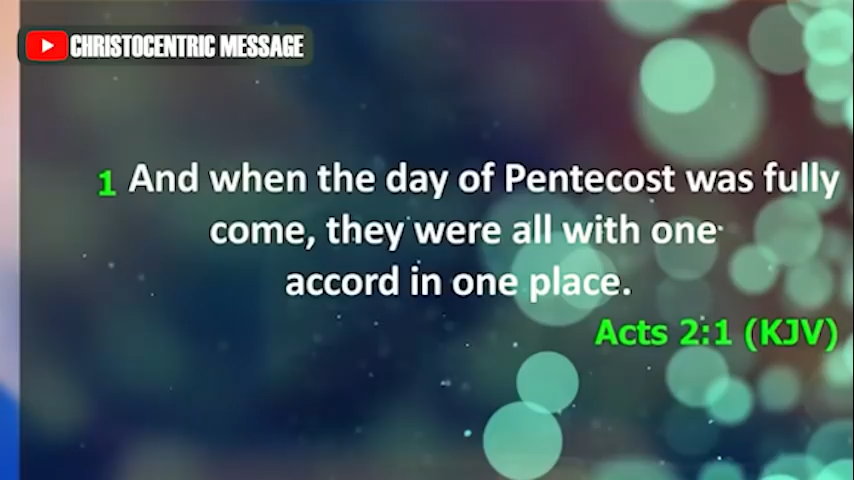 CHRISTOCENTRIC MESSAGE
1 And when the day of Pentecost was fully
come, they were all with one
accord in one place.
Acts 2:1 (KJV)